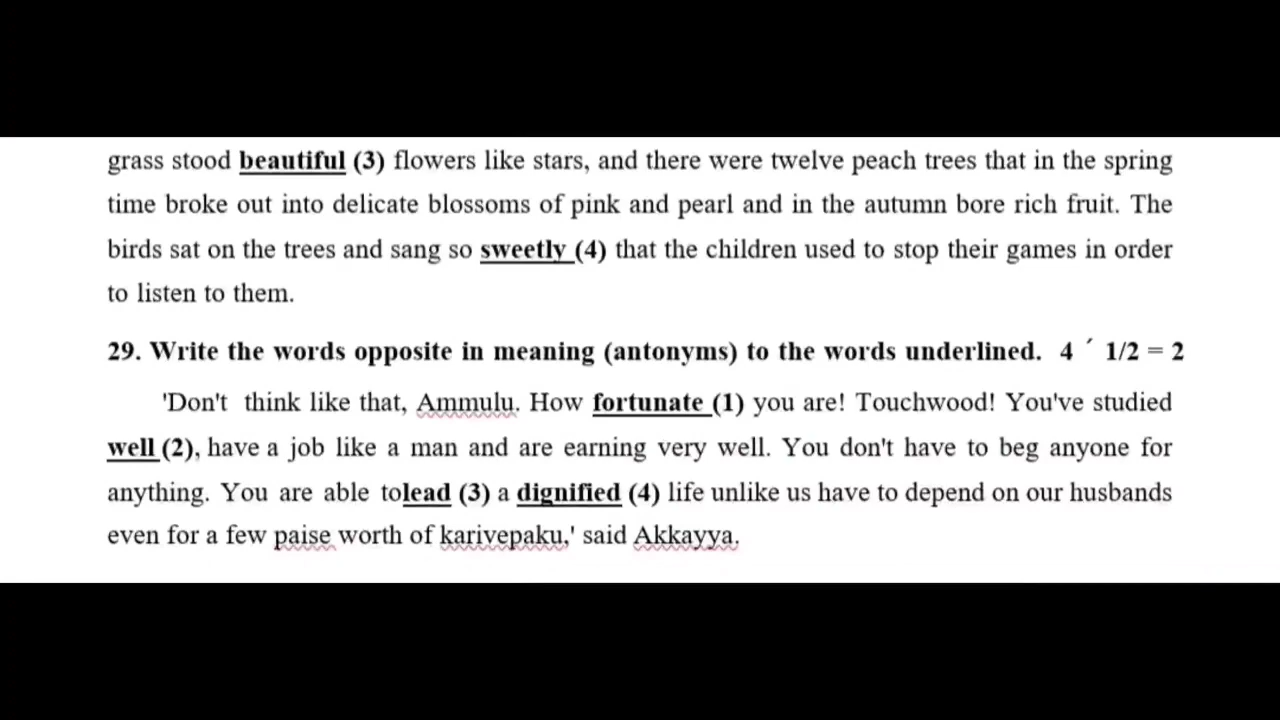 grass stood beautiful (3) flowers like stars, and there were twelve peach trees that in the spring
time broke out into delicate blossoms of pink and pearl and in the autumn bore rich fruit. The
birds sat on the trees and sang so sweetly (4) that the children used to stop their games in order
to listen to them.
29. Write the words opposite in meaning (antonyms) to the words underlined. 4 ´ 1/2 = 2
'Don't think like that, Ammulu. How fortunate (1) you are! Touchwood! You've studied
well (2), have a job like a man and are earning very well. You don't have to beg anyone for
anything. You are able tolead (3) a dignified (4) life unlike us have to depend on our husbands
even for a few paise worth of karivepaku,' said Akkayya.